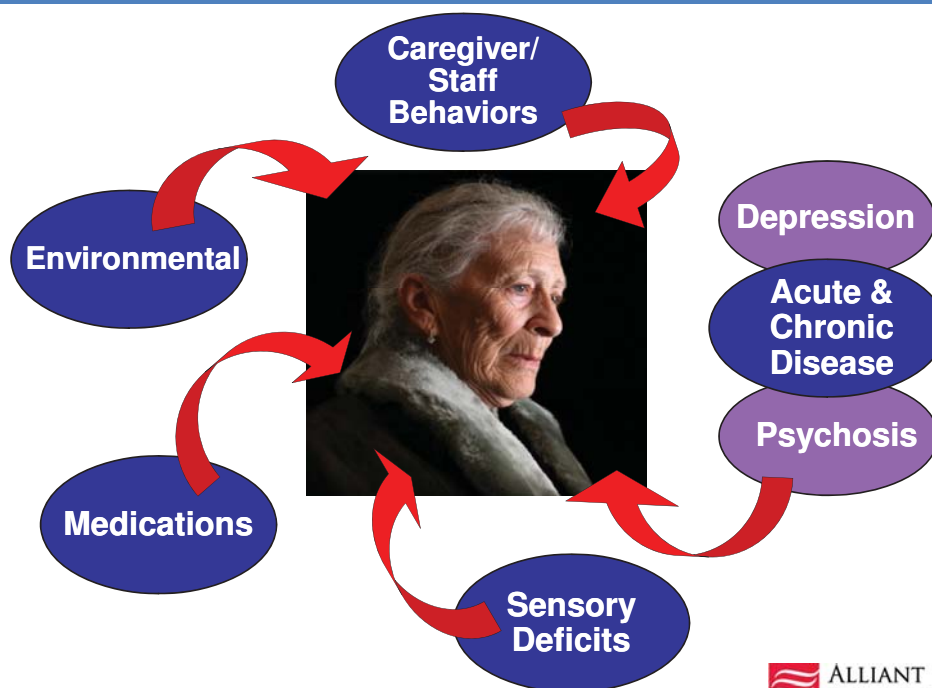 Caregiver/
Staff
Behaviors
Environmental
Depression
Acute &
Chronic
Disease
Psychosis
Medications
Sensory
Deficits
ALLIANT